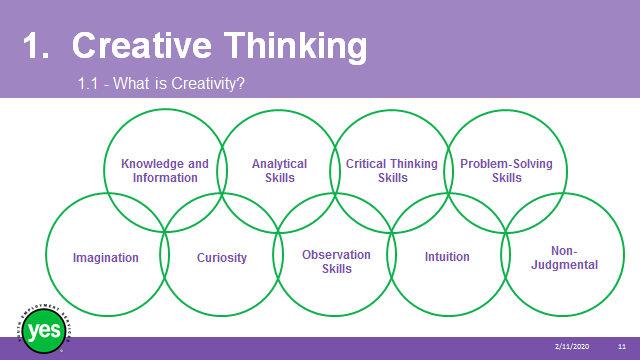 1. Creative Thinking
1.1 - What is Creativity?
Knowledge and
Information
Analytical
Skills
Critical Thinking
Skills
Problem-Solving
Skills
Imagination
Curiosity
Observation
Skills
Intuition
Non-
Judgmental
YOUTH EMPLOYMENT SERVICES
yes
2/11/2020
11